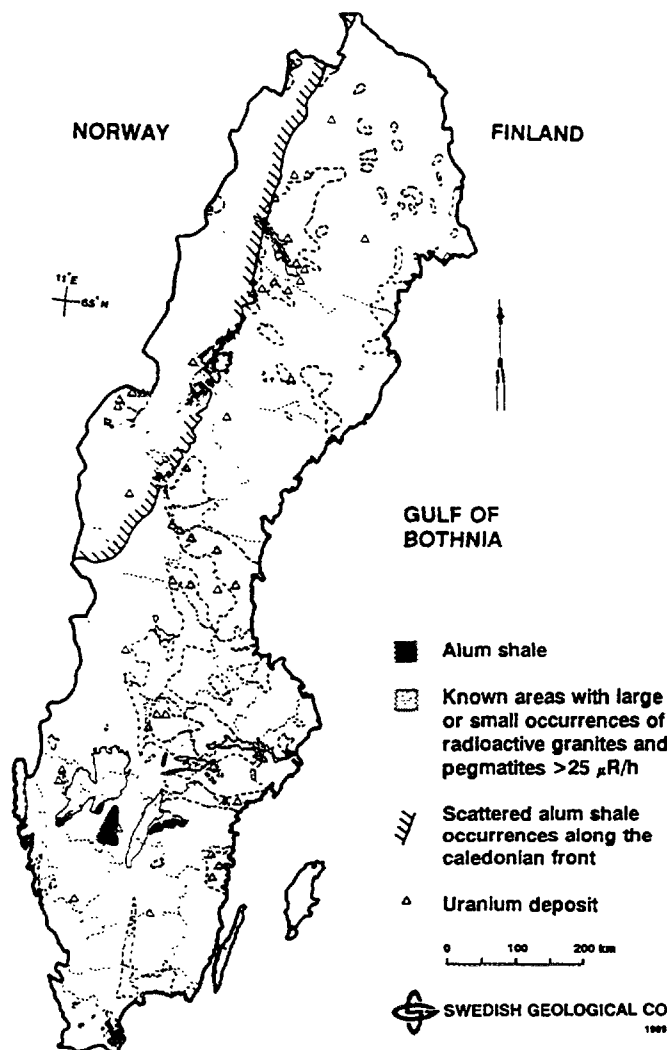 NORWAY
FINLAND
11°E
65°N
GULF OF
BOTHNIA
Alum shale
Known areas with large
or small occurrences of
radioactive granites and
pegmatites >25 μR/h
Scattered alum shale
occurrences along the
caledonian front
Uranium deposit
0 100 200 km
SWEDISH GEOLOGICAL CO
1989